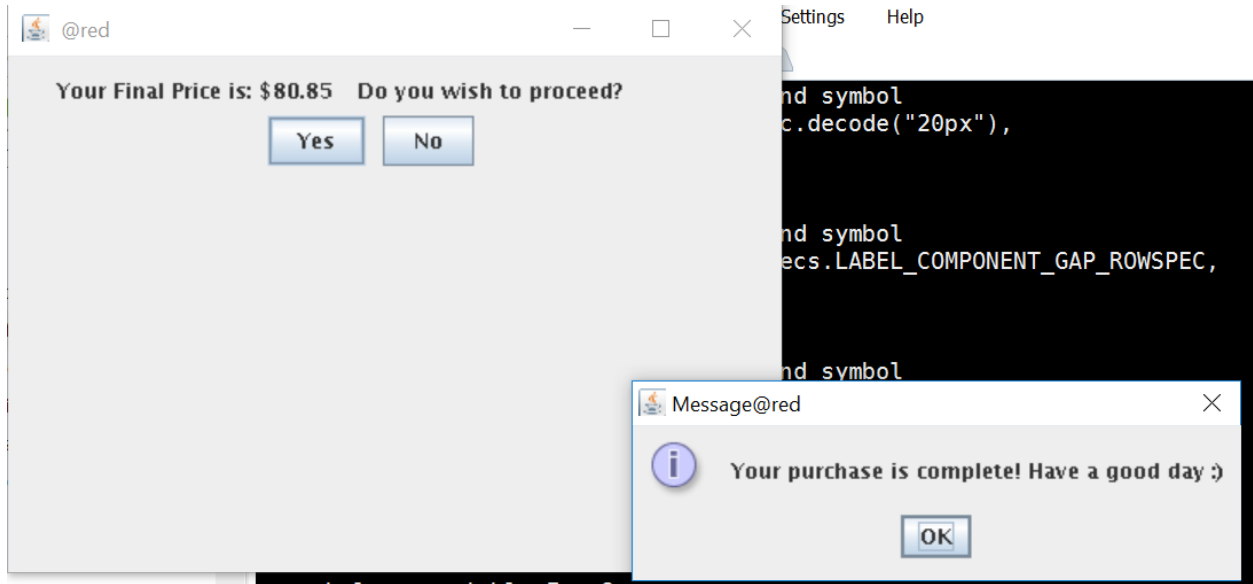 @red
Settings Help
Your Final Price is: $80.85 Do you wish to proceed?
Yes No
nd symbol
c.decode("20px"),
nd symbol
ecs.LABEL_COMPONENT_GAP_ROWSPEC,
nd symbol
Message@red
Your purchase is complete! Have a good day :)
OK